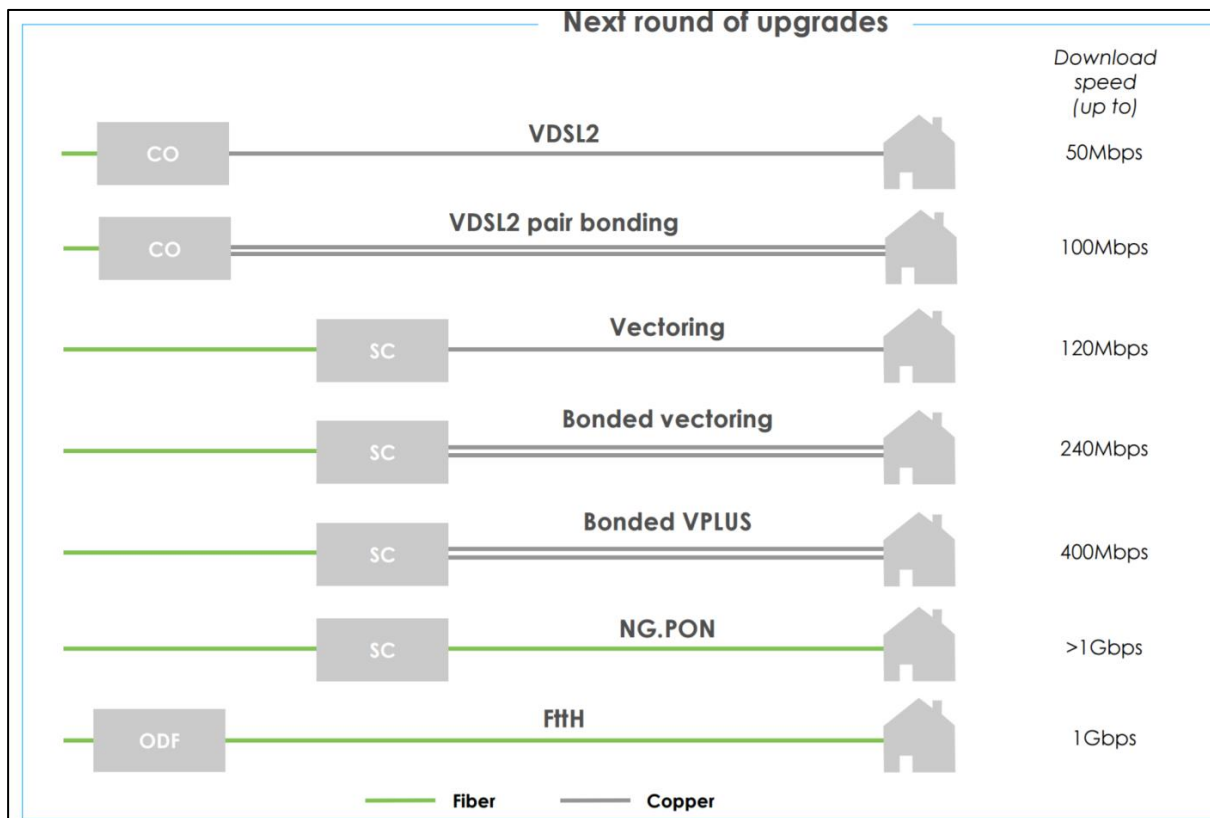 Next round of upgrades
Download
speed
(up to)
VDSL2
CO
50Mbps
VDSL2 pair bonding
CO
100Mbps
Vectoring
SC
120Mbps
Bonded vectoring
SC
240Mbps
Bonded VPLUS
SC
400Mbps
NG.PON
SC
>1Gbps
FttH
ODF
1Gbps
Fiber
Copper